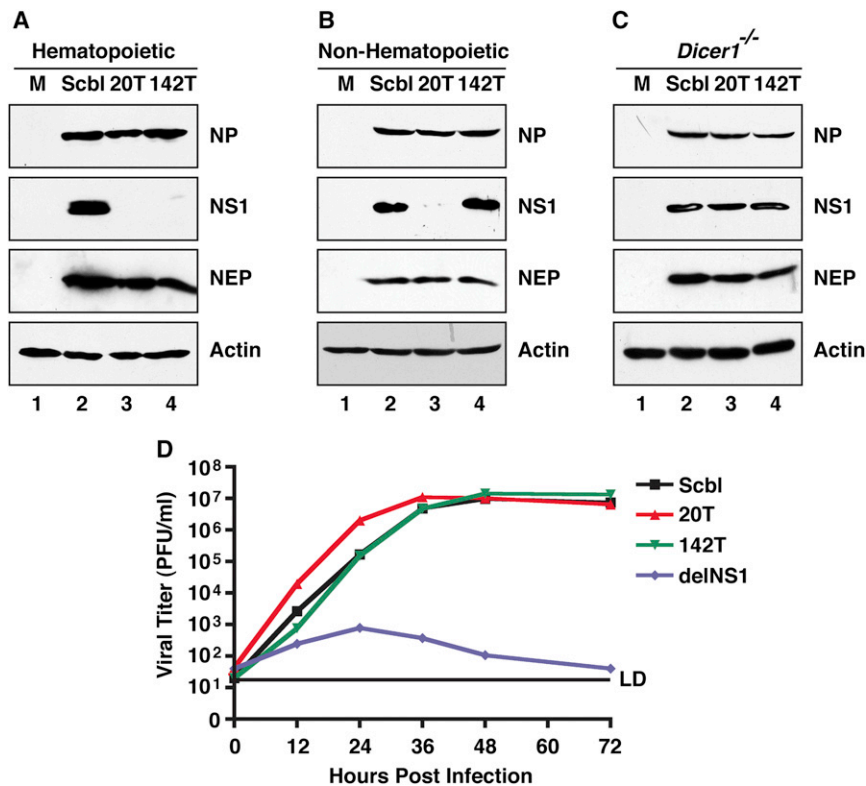 A
Hematopoietic
M Scbl 20T 142T
NP
NS1
NEP
Actin
1 2 3 4
B
Non-Hematopoietic
M Scbl 20T 142T
NP
NS1
NEP
Actin
1 2 3 4
C
Dicer1-/-
M Scbl 20T 142T
NP
NS1
NEP
Actin
1 2 3 4
D
Viral Titer (PFU/ml)
10^8
10^7
10^6
10^5
10^4
10^3
10^2
10^1
0
LD
0 12 24 36 48 60 72
Hours Post Infection
Scbl
20T
142T
delNS1